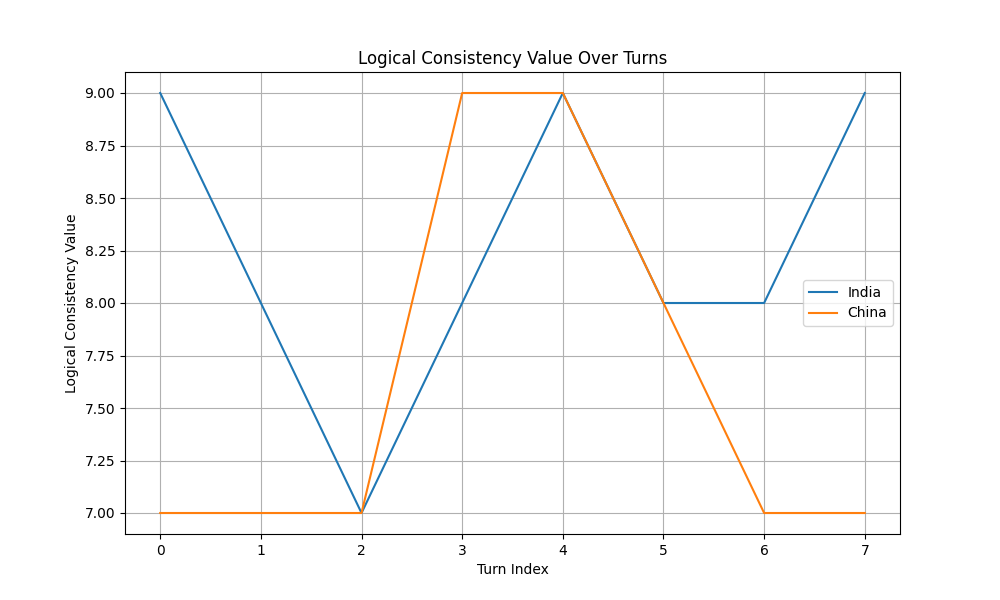 Logical Consistency Value Over Turns
Logical Consistency Value
9.00
8.75
8.50
8.25
8.00
7.75
7.50
7.25
7.00
India
China
0 1 2 3 4 5 6 7
Turn Index